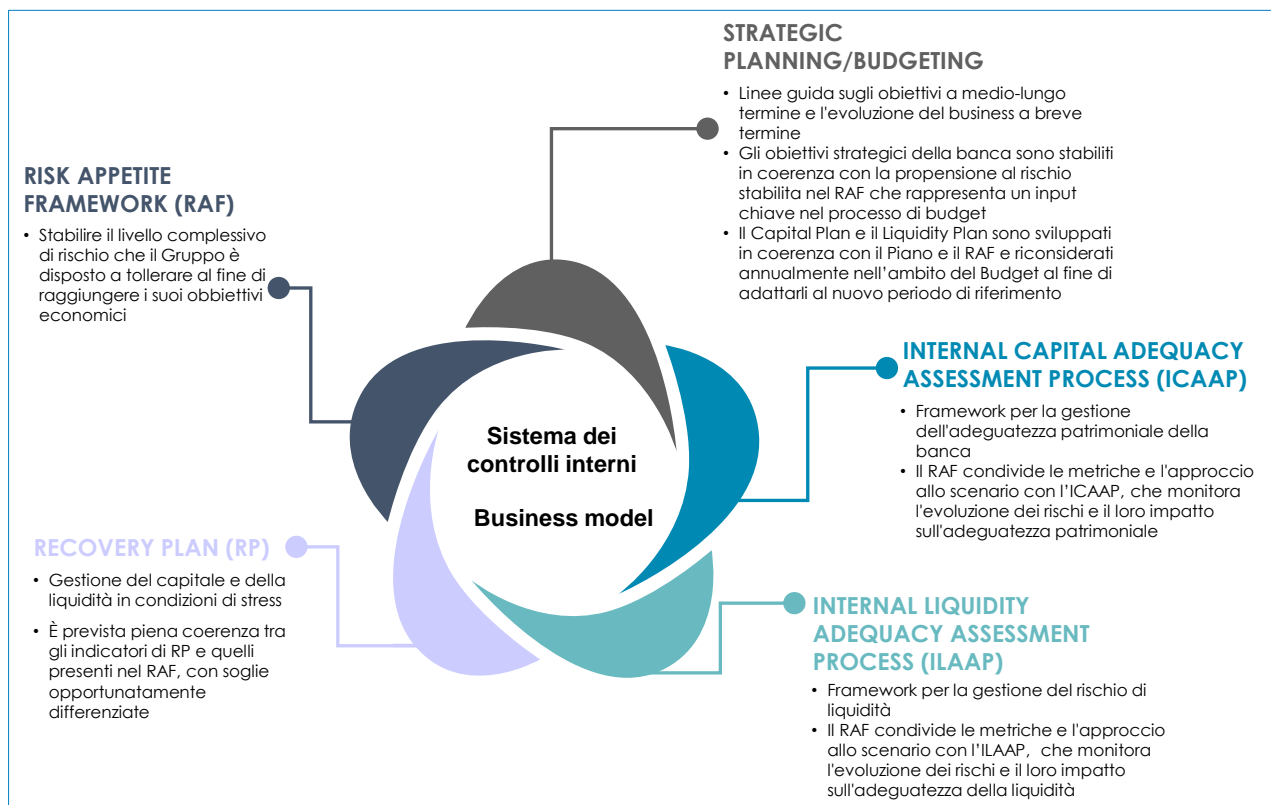 STRATEGIC
PLANNING/BUDGETING
• Linee guida sugli obiettivi a medio-lungo
termine e l'evoluzione del business a breve
termine
• Gli obiettivi strategici della banca sono stabiliti
in coerenza con la propensione al rischio
stabilita nel RAF che rappresenta un input
chiave nel processo di budget
• Il Capital Plan e il Liquidity Plan sono sviluppati
in coerenza con il Piano e il RAF e riconsiderati
annualmente nell'ambito del Budget al fine di
adattarli al nuovo periodo di riferimento
RISK APPETITE
FRAMEWORK (RAF)
• Stabilire il livello complessivo
di rischio che il Gruppo è
disposto a tollerare al fine di
raggiungere i suoi obbiettivi
economici
INTERNAL CAPITAL ADEQUACY
ASSESSMENT PROCESS (ICAAP)
• Framework per la gestione
dell'adeguatezza patrimoniale della
banca
• Il RAF condivide le metriche e l'approccio
allo scenario con l'ICAAP, che monitora
l'evoluzione dei rischi e il loro impatto
sull'adeguatezza patrimoniale
Sistema dei
controlli interni
Business model
RECOVERY PLAN (RP)
• Gestione del capitale e della
liquidità in condizioni di stress
• È prevista piena coerenza tra
gli indicatori di RP e quelli
presenti nel RAF, con soglie
opportunatamente
differenziate
INTERNAL LIQUIDITY
ADEQUACY ASSESSMENT
PROCESS (ILAAP)
• Framework per la gestione del rischio di
liquidità
• Il RAF condivide le metriche e l'approccio
allo scenario con l'ILAAP, che monitora
l'evoluzione dei rischi e il loro impatto
sull'adeguatezza della liquidità